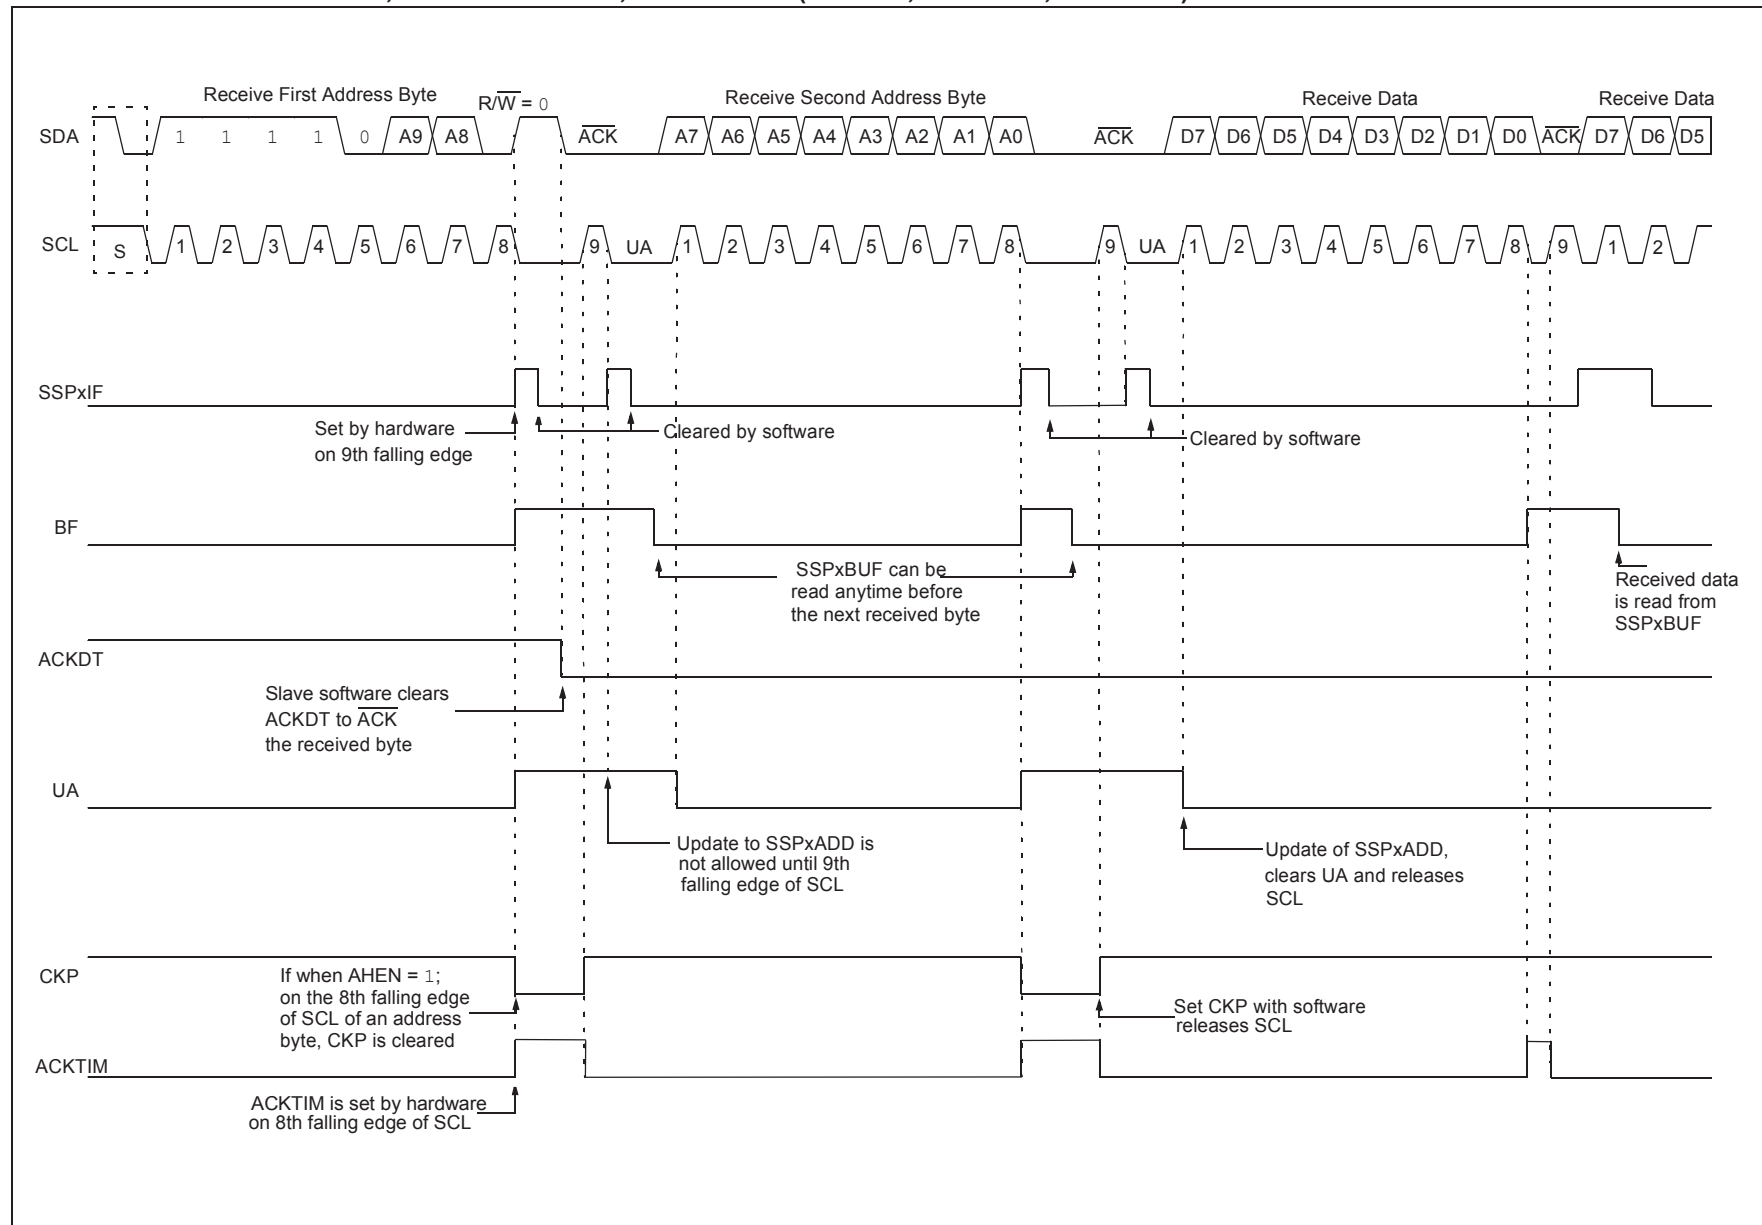 Receive First Address Byte
R/W = 0
Receive Second Address Byte
Receive Data
Receive Data
SDA
1 1 1 1 0 A9 A8 ACK A7 A6 A5 A4 A3 A2 A1 A0 ACK D7 D6 D5 D4 D3 D2 D1 D0 ACK D7 D6 D5
SCL
S 1 2 3 4 5 6 7 8 9 UA 1 2 3 4 5 6 7 8 9 UA 1 2 3 4 5 6 7 8 9 1 2
SSPxIF
Set by hardware
on 9th falling edge
Cleared by software
Cleared by software
BF
SSPxBUF can be
read anytime before
the next received byte
Received data
is read from
SSPxBUF
ACKDT
Slave software clears
ACKDT to ACK
the received byte
UA
Update to SSPxADD is
not allowed until 9th
falling edge of SCL
Update of SSPxADD,
clears UA and releases
SCL
CKP
If when AHEN = 1;
on the 8th falling edge
of SCL of an address
byte, CKP is cleared
Set CKP with software
releases SCL
ACKTIM
ACKTIM is set by hardware
on 8th falling edge of SCL